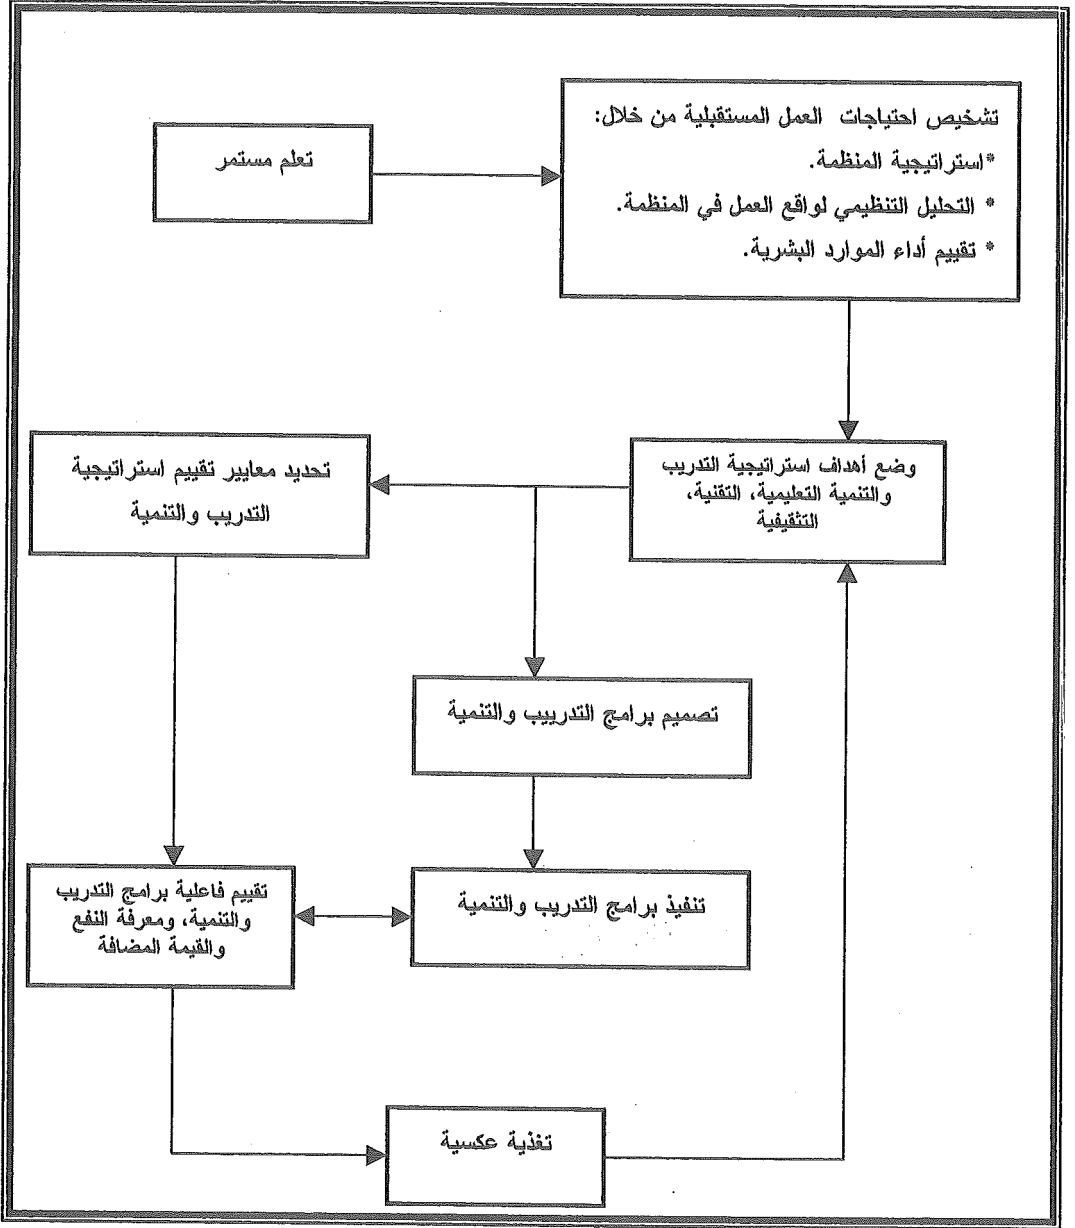 تعلم مستمر
تشخيص احتياجات العمل المستقبلية من خلال:
*استراتيجية المنظمة.
* التحليل التنظيمي لواقع العمل في المنظمة.
* تقييم أداء الموارد البشرية.
وضع أهداف استراتيجية التدريب
والتنمية التعليمية، التقنية،
التثقيفية
تحديد معايير تقييم استراتيجية
التدريب والتنمية
تصميم برامج التدرييب والتنمية
تنفيذ برامج التدريب والتنمية
تقييم فاعلية برامج التدريب
والتنمية، ومعرفة النفع
والقيمة المضافة
تغذية عكسية